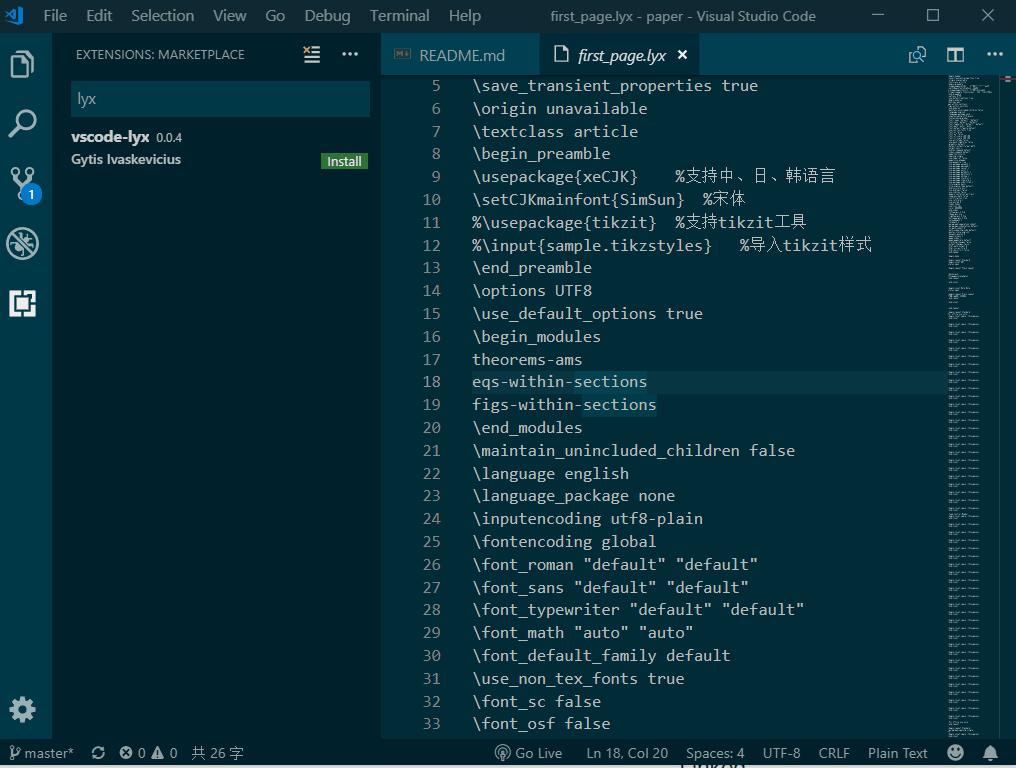 File Edit Selection View Go Debug Terminal Help first_page.lyx - paper - Visual Studio Code
EXTENSIONS: MARKETPLACE
lyx
vscode-lyx 0.0.4
Gytis Ivaskevicius
Install
1
README.md first_page.lyx
5 \save_transient_properties true
6 \origin unavailable
7 \textclass article
8 \begin_preamble
9 \usepackage{xeCJK} %支持中、日、韩语言
10 \setCJKmainfont{SimSun} %宋体
11 %\usepackage{tikzit} %支持tikzit工具
12 %\input{sample.tikzstyles} %导入tikzit样式
13 \end_preamble
14 \options UTF8
15 \use_default_options true
16 \begin_modules
17 theorems-ams
18 eqs-within-sections
19 figs-within-sections
20 \end_modules
21 \maintain_unincluded_children false
22 \language english
23 \language_package none
24 \inputencoding utf8-plain
25 \fontencoding global
26 \font_roman "default" "default"
27 \font_sans "default" "default"
28 \font_typewriter "default" "default"
29 \font_math "auto" "auto"
30 \font_default_family default
31 \use_non_tex_fonts true
32 \font_sc false
33 \font_osf false
master* 0 0 共 26 字 Go Live Ln 18, Col 20 Spaces: 4 UTF-8 CRLF Plain Text